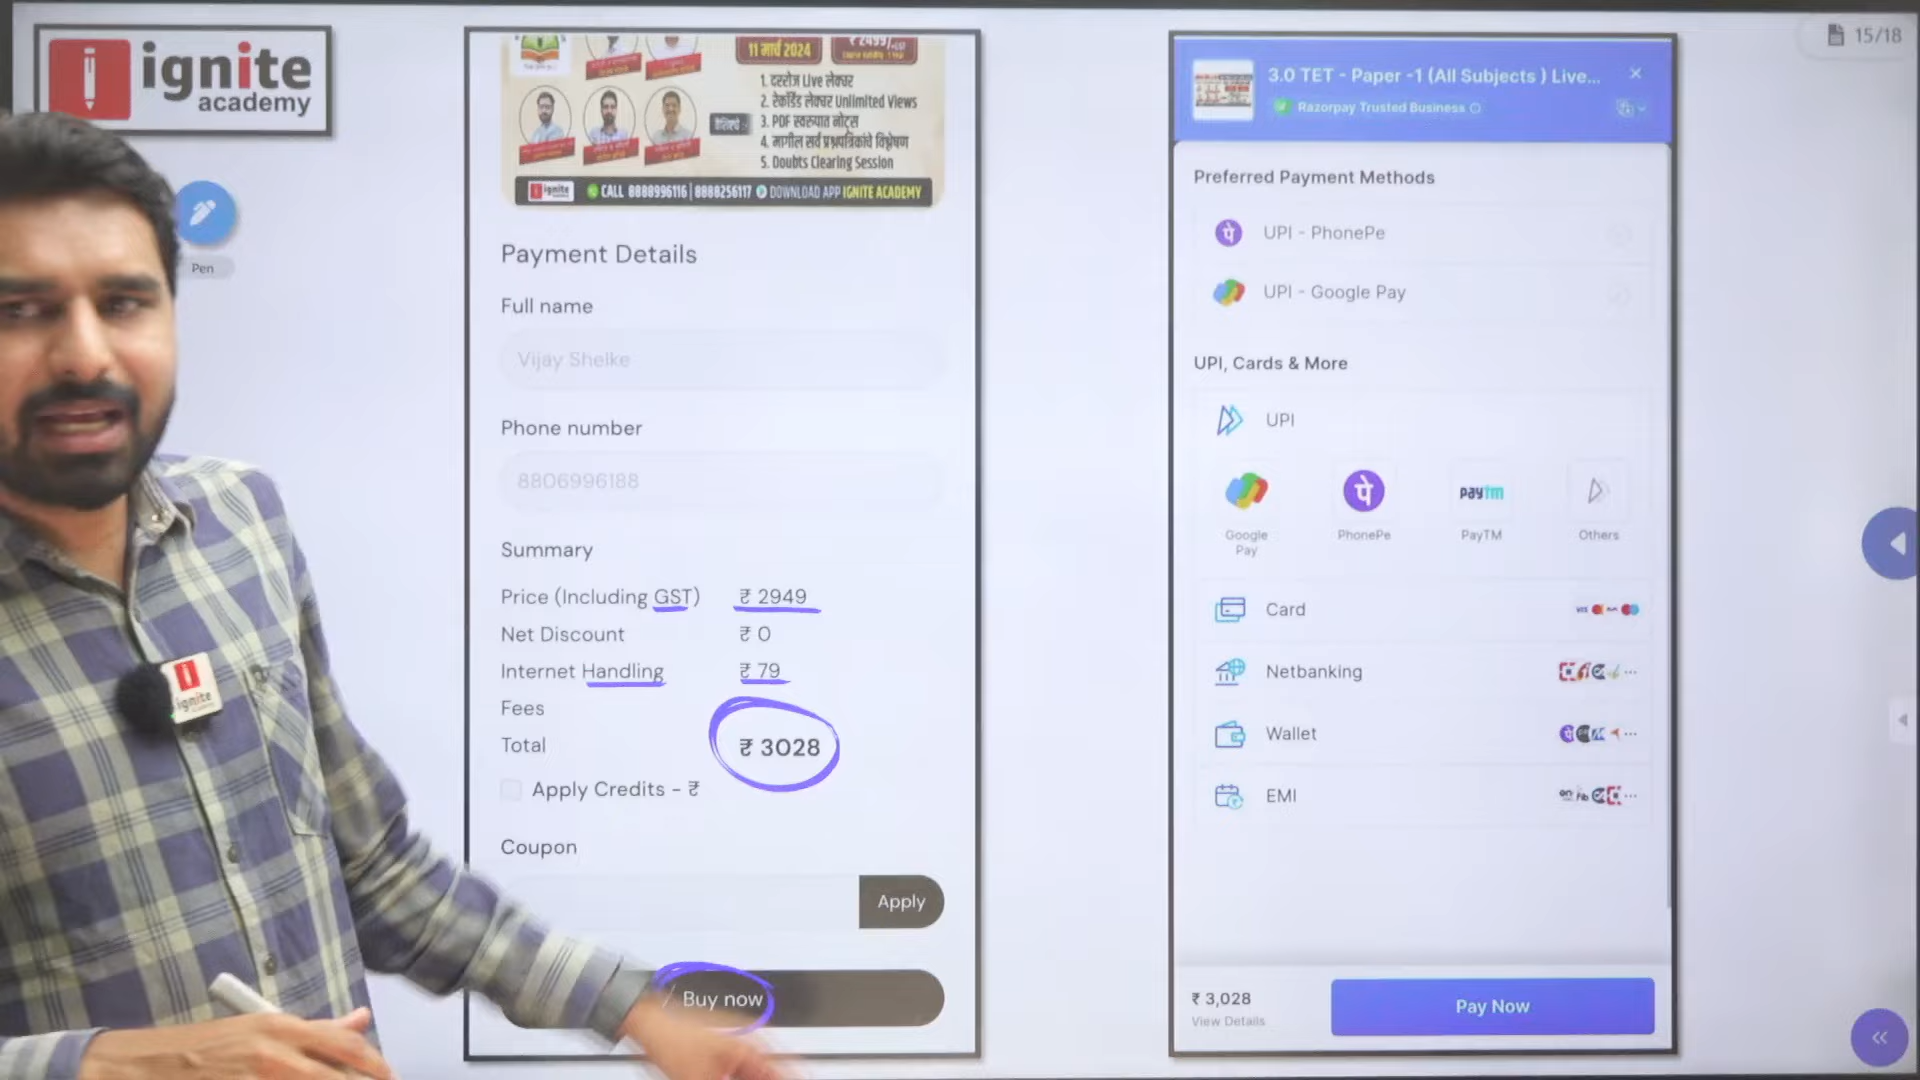 ignite
academy
Pen
11 मार्च 2024
₹ 2499/-
1. दररोज Live लेक्चर
2. रेकॉर्डेड लेक्चर Unlimited Views
3. PDF स्वरूपात नोट्स
4. मागील सर्व प्रश्नपत्रिकांचे विश्लेषण
5. Doubts Clearing Session
ignite CALL 8888996116 | 8888256117 DOWNLOAD APP IGNITE ACADEMY
Payment Details
Full name
Vijay Shelke
Phone number
8806996188
Summary
Price (Including GST) ₹ 2949
Net Discount ₹ 0
Internet Handling ₹ 79
Fees
Total ₹ 3028
Apply Credits - ₹
Coupon
Apply
Buy now
ignite
3.0 TET - Paper -1 (All Subjects ) Live...
Razorpay Trusted Business
Preferred Payment Methods
UPI - PhonePe
UPI - Google Pay
UPI, Cards & More
UPI
Google Pay
PhonePe
paytm
PayTM
Others
Card
Netbanking
Wallet
EMI
₹ 3,028
View Details
Pay Now
15/18